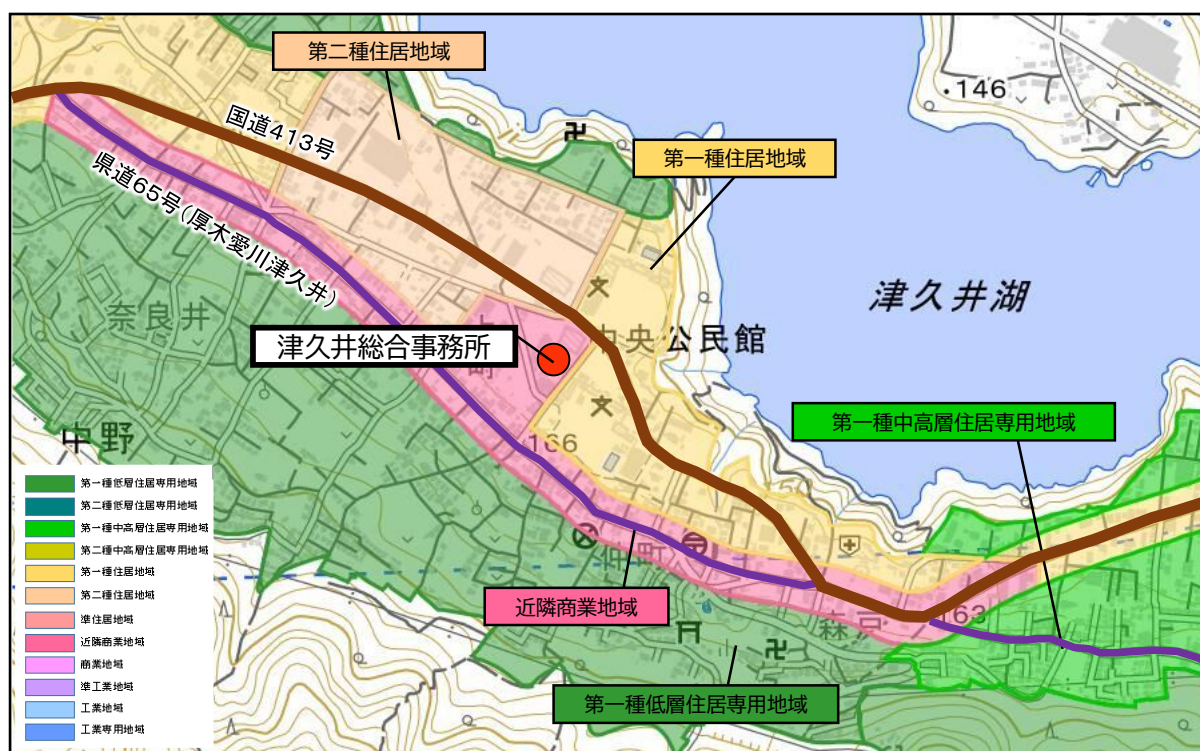 第二種住居地域
・146
国道413号
第一種住居地域
県道65号(厚木愛川津久井)
津久井湖
奈良井
上
町
中央公民館
津久井総合事務所
第一種中高層住居専用地域
中野
166
仲町
近隣商業地域
森戸
163
第一種低層住居専用地域
第一種低層住居専用地域
第二種低層住居専用地域
第一種中高層住居専用地域
第二種中高層住居専用地域
第一種住居地域
第二種住居地域
準住居地域
近隣商業地域
商業地域
準工業地域
工業地域
工業専用地域